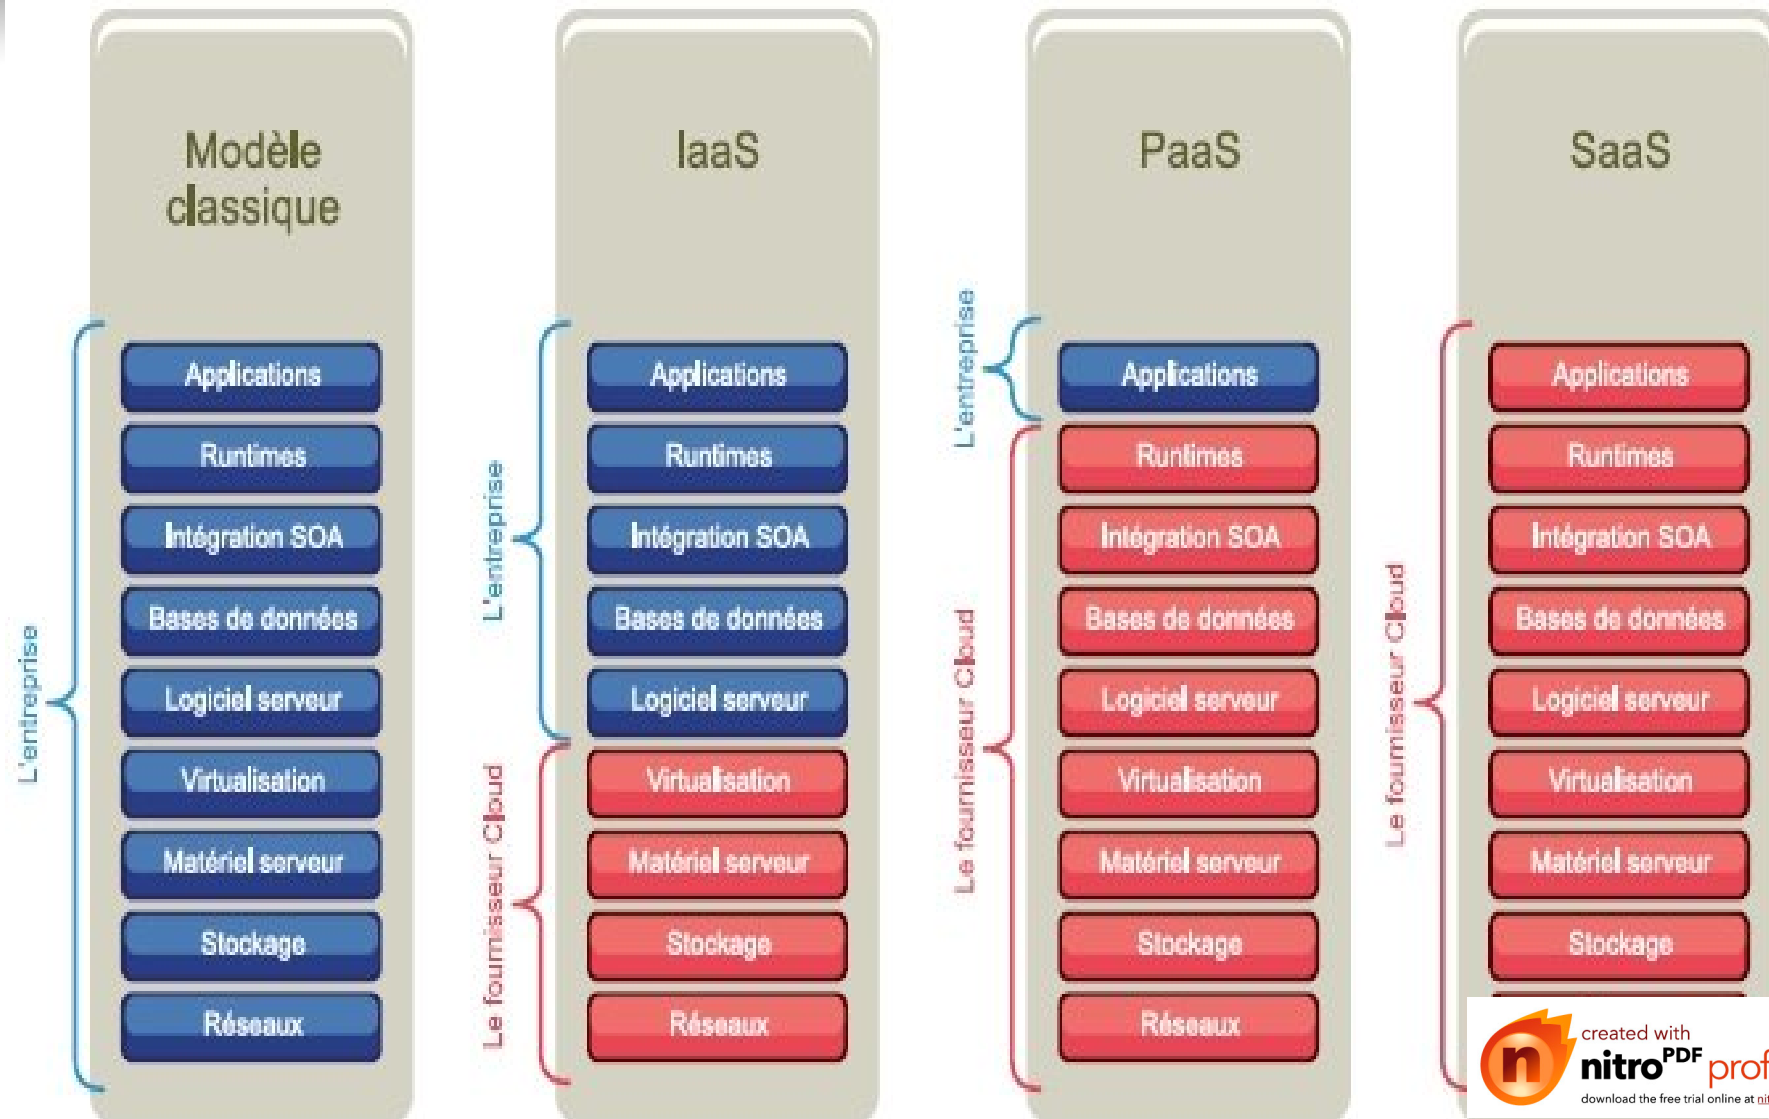 Modèle
classique
L'entreprise
Applications
Runtimes
Intégration SOA
Bases de données
Logiciel serveur
Virtualisation
Matériel serveur
Stockage
Réseaux
IaaS
L'entreprise
Le fournisseur Cloud
Applications
Runtimes
Intégration SOA
Bases de données
Logiciel serveur
Virtualisation
Matériel serveur
Stockage
Réseaux
PaaS
L'entreprise
Le fournisseur Cloud
Applications
Runtimes
Intégration SOA
Bases de données
Logiciel serveur
Virtualisation
Matériel serveur
Stockage
Réseaux
SaaS
Le fournisseur Cloud
Applications
Runtimes
Intégration SOA
Bases de données
Logiciel serveur
Virtualisation
Matériel serveur
Stockage
created with
nitroPDF prof
download the free trial online at nit